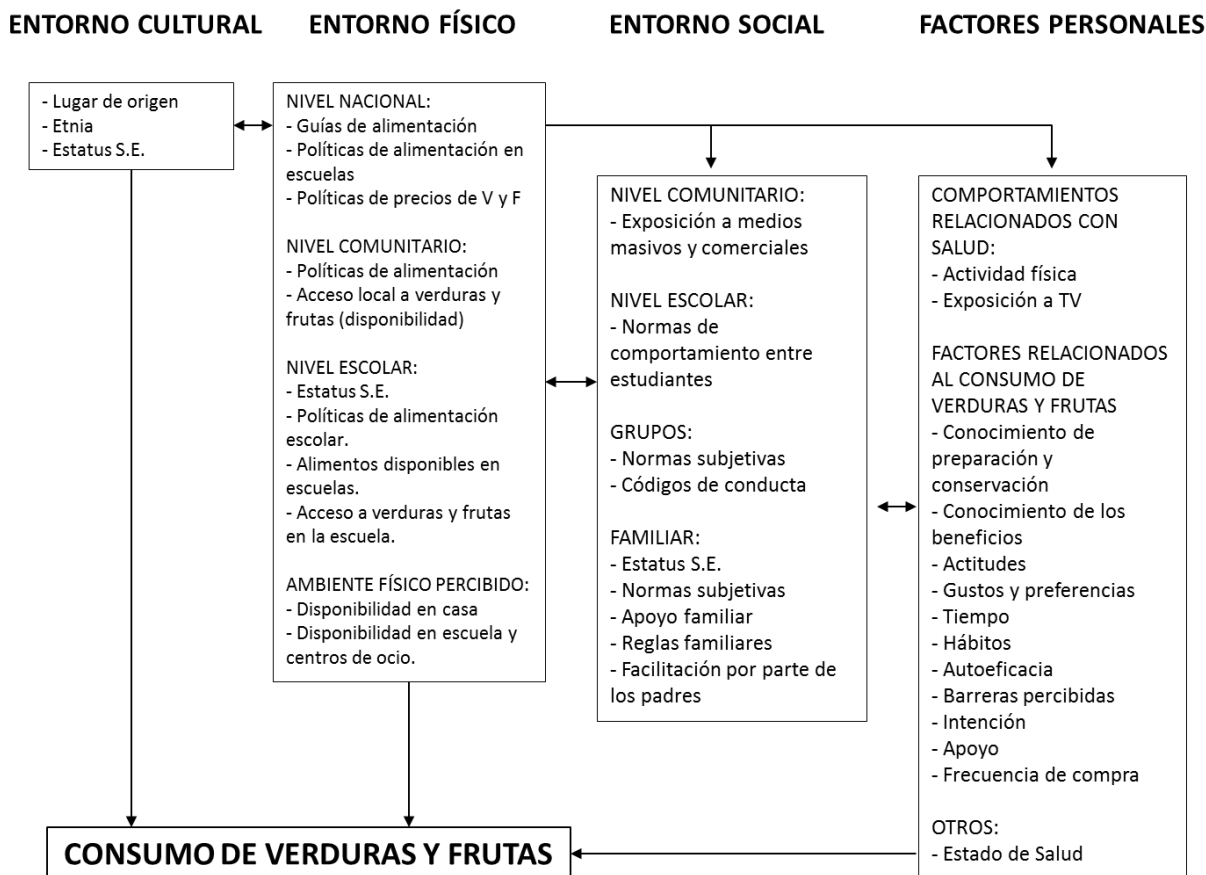 ENTORNO CULTURAL
ENTORNO FÍSICO
ENTORNO SOCIAL
FACTORES PERSONALES
- Lugar de origen
- Etnia
- Estatus S.E.
NIVEL NACIONAL:
- Guías de alimentación
- Políticas de alimentación en
escuelas
- Políticas de precios de V y F
NIVEL COMUNITARIO:
- Políticas de alimentación
- Acceso local a verduras y
frutas (disponibilidad)
NIVEL ESCOLAR:
- Estatus S.E.
- Políticas de alimentación
escolar.
- Alimentos disponibles en
escuelas.
- Acceso a verduras y frutas
en la escuela.
AMBIENTE FÍSICO PERCIBIDO:
- Disponibilidad en casa
- Disponibilidad en escuela y
centros de ocio.
NIVEL COMUNITARIO:
- Exposición a medios
masivos y comerciales
NIVEL ESCOLAR:
- Normas de
comportamiento entre
estudiantes
GRUPOS:
- Normas subjetivas
- Códigos de conducta
FAMILIAR:
- Estatus S.E.
- Normas subjetivas
- Apoyo familiar
- Reglas familiares
- Facilitación por parte de
los padres
COMPORTAMIENTOS
RELACIONADOS CON
SALUD:
- Actividad física
- Exposición a TV
FACTORES RELACIONADOS
AL CONSUMO DE
VERDURAS Y FRUTAS
- Conocimiento de
preparación y
conservación
- Conocimiento de los
beneficios
- Actitudes
- Gustos y preferencias
- Tiempo
- Hábitos
- Autoeficacia
- Barreras percibidas
- Intención
- Apoyo
- Frecuencia de compra
OTROS:
- Estado de Salud
CONSUMO DE VERDURAS Y FRUTAS